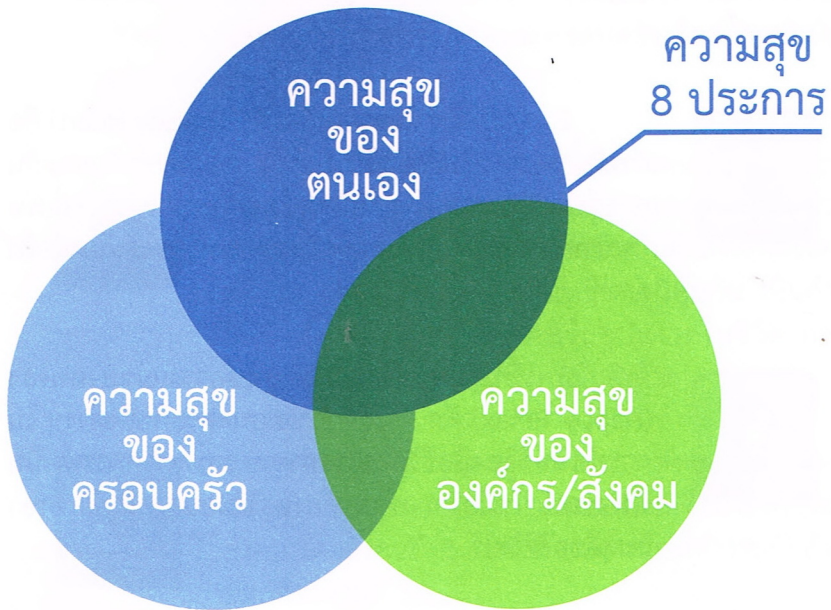 ความสุข
8 ประการ
ความสุข
ของ
ตนเอง
ความสุข
ของ
ครอบครัว
ความสุข
ของ
องค์กร/สังคม